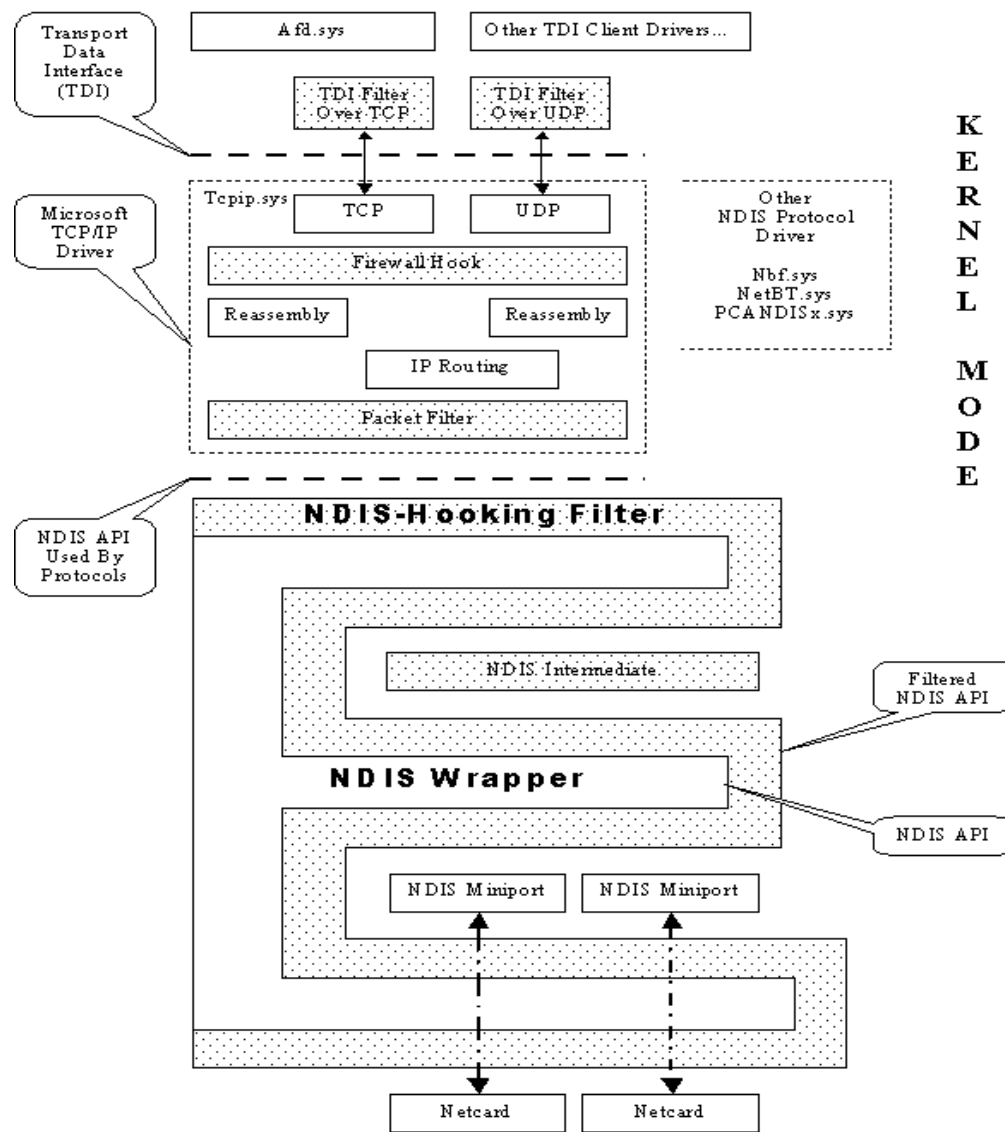 Transport
Data
Interface
(TDI)
Afd.sys
Other TDI Client Drivers...
TDI Filter
Over TCP
TDI Filter
Over UDP
KERNEL MODE
Microsoft
TCP/IP
Driver
Tcpip.sys
TCP
UDP
Firewall Hook
Reassembly
Reassembly
IP Routing
Packet Filter
Other
NDIS Protocol
Driver
Nbf.sys
NetBT.sys
PCANDISx.sys
NDIS API
Used By
Protocols
NDIS-Hooking Filter
NDIS Intermediate
Filtered
NDIS API
NDIS Wrapper
NDIS API
NDIS Miniport
NDIS Miniport
Netcard
Netcard